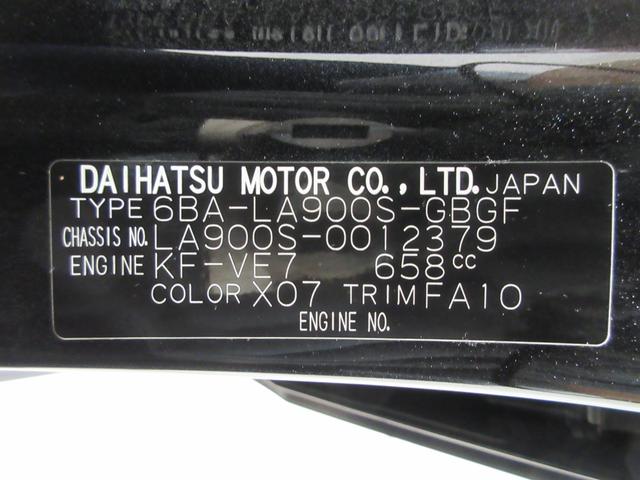 DAIHATSU MOTOR CO., LTD. JAPAN
TYPE 6BA-LA900S-GBGF
CHASSIS NO. LA900S-0012379
ENGINE KF-VE7 658cc
COLOR X07 TRIM FA10
ENGINE NO.